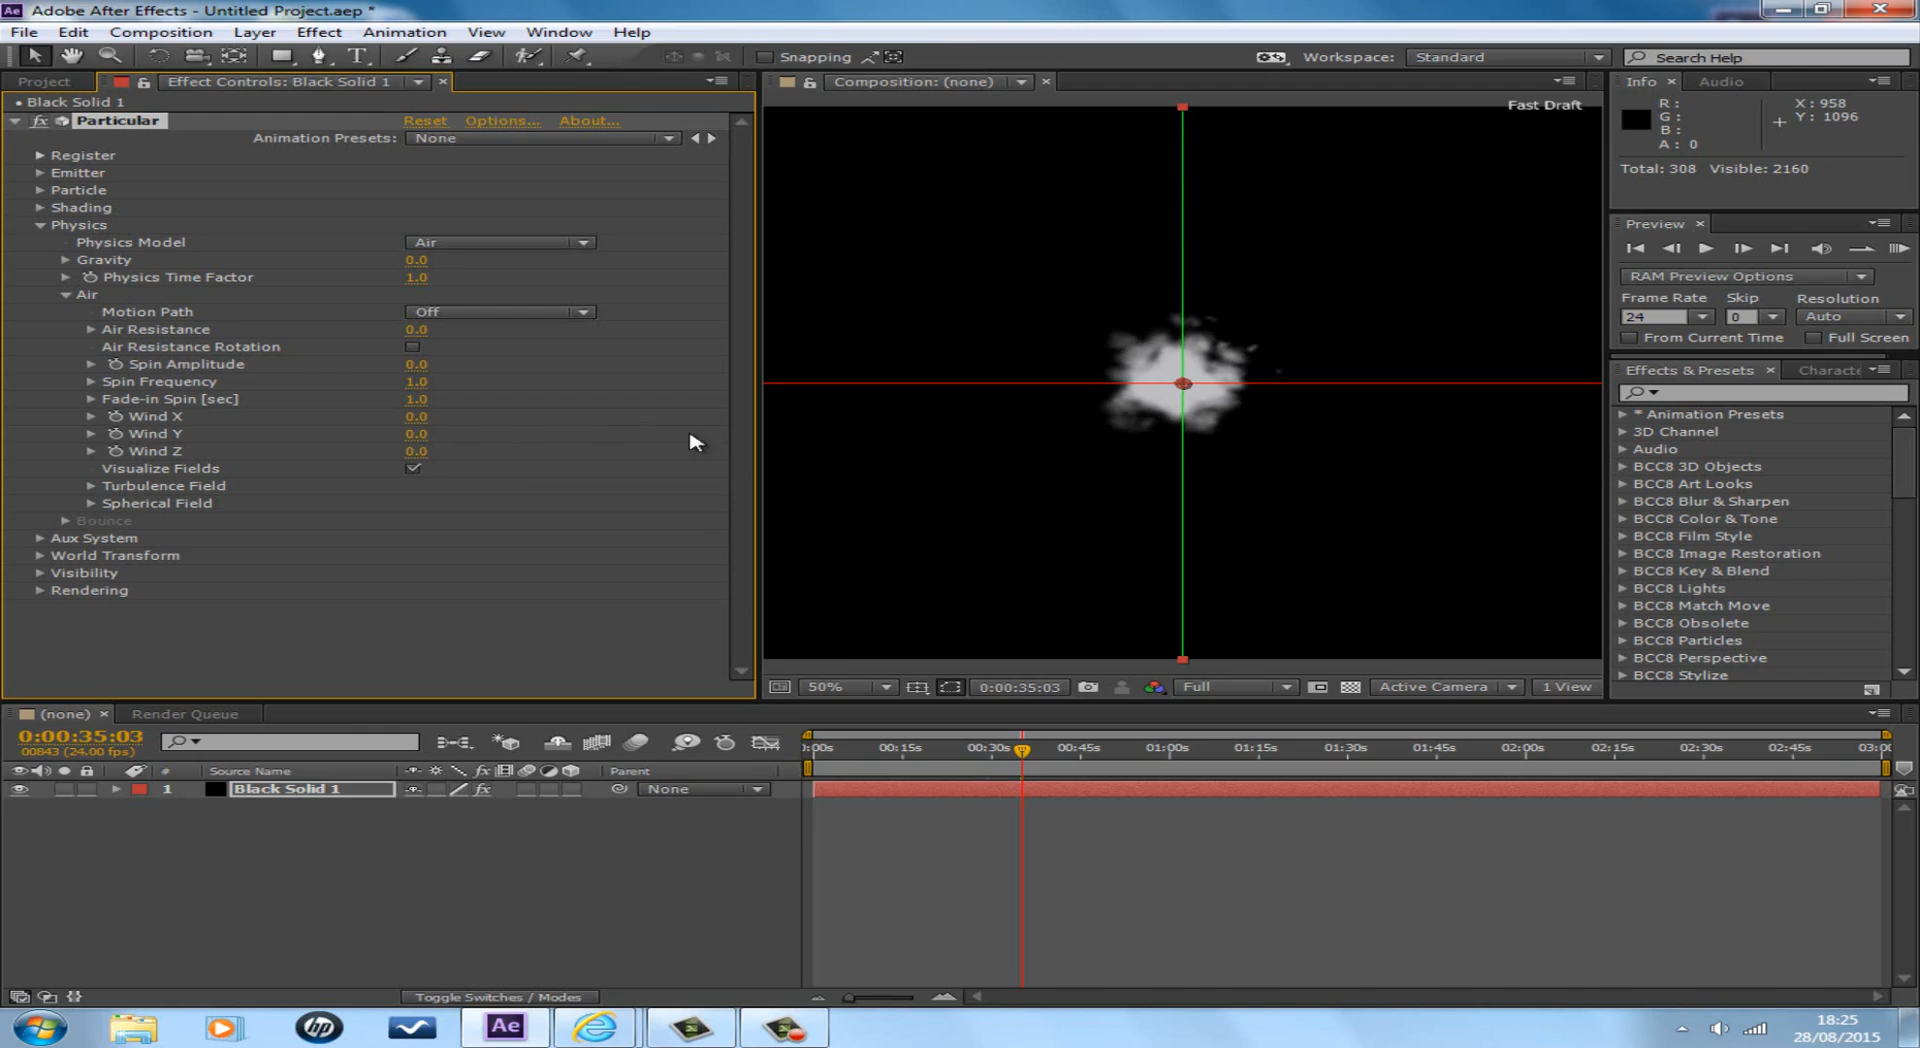 Adobe After Effects - Untitled Project.aep *
File Edit Composition Layer Effect Animation View Window Help
Snapping
Workspace: Standard
Search Help
Project
Effect Controls: Black Solid 1
Black Solid 1
fx Particular Reset Options... About...
Animation Presets: None
Register
Emitter
Particle
Shading
Physics
Physics Model Air
Gravity 0.0
Physics Time Factor 1.0
Air
Motion Path Off
Air Resistance 0.0
Air Resistance Rotation
Spin Amplitude 0.0
Spin Frequency 1.0
Fade-in Spin [sec] 1.0
Wind X 0.0
Wind Y 0.0
Wind Z 0.0
Visualize Fields
Turbulence Field
Spherical Field
Bounce
Aux System
World Transform
Visibility
Rendering
Composition: (none)
Fast Draft
50% 0:00:35:03 Full Active Camera 1 View
Info Audio
R: X: 958
G: Y: 1096
B:
A: 0
Total: 308 Visible: 2160
Preview
RAM Preview Options
Frame Rate Skip Resolution
24 0 Auto
From Current Time Full Screen
Effects & Presets Characte
* Animation Presets
3D Channel
Audio
BCC8 3D Objects
BCC8 Art Looks
BCC8 Blur & Sharpen
BCC8 Color & Tone
BCC8 Film Style
BCC8 Image Restoration
BCC8 Key & Blend
BCC8 Lights
BCC8 Match Move
BCC8 Obsolete
BCC8 Particles
BCC8 Perspective
BCC8 Stylize
(none) Render Queue
0:00:35:03
00843 (24.00 fps)
:00s 00:15s 00:30s 00:45s 01:00s 01:15s 01:30s 01:45s 02:00s 02:15s 02:30s 02:45s 03:00
# Source Name fx Parent
1 Black Solid 1 fx None
Toggle Switches / Modes
hp
Ae
18:25
28/08/2015